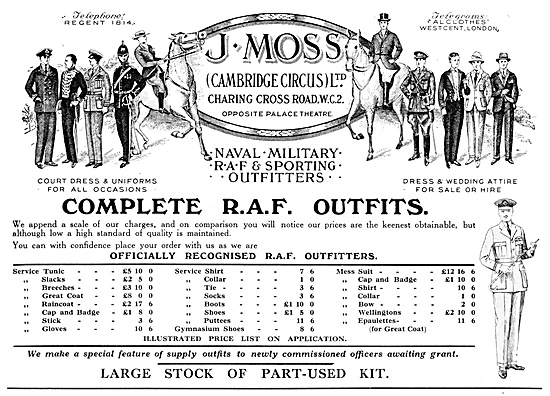 Telephone!
REGENT 1814.
Telegrams
"ALCLOTHES"
WESTCENT, LONDON,
J·MOSS
(CAMBRIDGE CIRCUS) LTD
CHARING CROSS ROAD, W.C.2.
OPPOSITE PALACE THEATRE.
·NAVAL·MILITARY·
·R·A·F & SPORTING·
··OUTFITTERS··
COURT DRESS & UNIFORMS
FOR ALL OCCASIONS
DRESS & WEDDING ATTIRE
FOR SALE OR HIRE
COMPLETE R.A.F. OUTFITS.
We append a scale of our charges, and on comparison you will notice our prices are the keenest obtainable, but
although low a high standard of quality is maintained.
You can with confidence place your order with us as we are
OFFICIALLY RECOGNISED R.A.F. OUTFITTERS.
Service Tunic - - - £5 10 0
„ Slacks - - - £2 5 0
„ Breeches - - - £3 10 0
„ Great Coat - - £8 0 0
„ Raincoat - - - £2 17 6
„ Cap and Badge - £1 8 0
„ Stick - - - 3 6
„ Gloves - - - 10 6
Service Shirt - - - 7 6
„ Collar - - - 1 0
„ Tie - - - 3 6
„ Socks - - - 3 6
„ Boots - - £1 10 0
„ Shoes - - £1 5 0
„ Puttees - - 11 6
Gymnasium Shoes - - 8 6
Mess Suit - - - £12 16 6
„ Cap and Badge - £1 10 0
„ Shirt - - - 10 6
„ Collar - - - 1 0
„ Bow - - - 2 0
„ Wellingtons - - £2 10 0
„ Epaulettes- - - 11 6
(for Great Coat)
ILLUSTRATED PRICE LIST ON APPLICATION.
We make a special feature of supply outfits to newly commissioned officers awaiting grant.
LARGE STOCK OF PART-USED KIT.